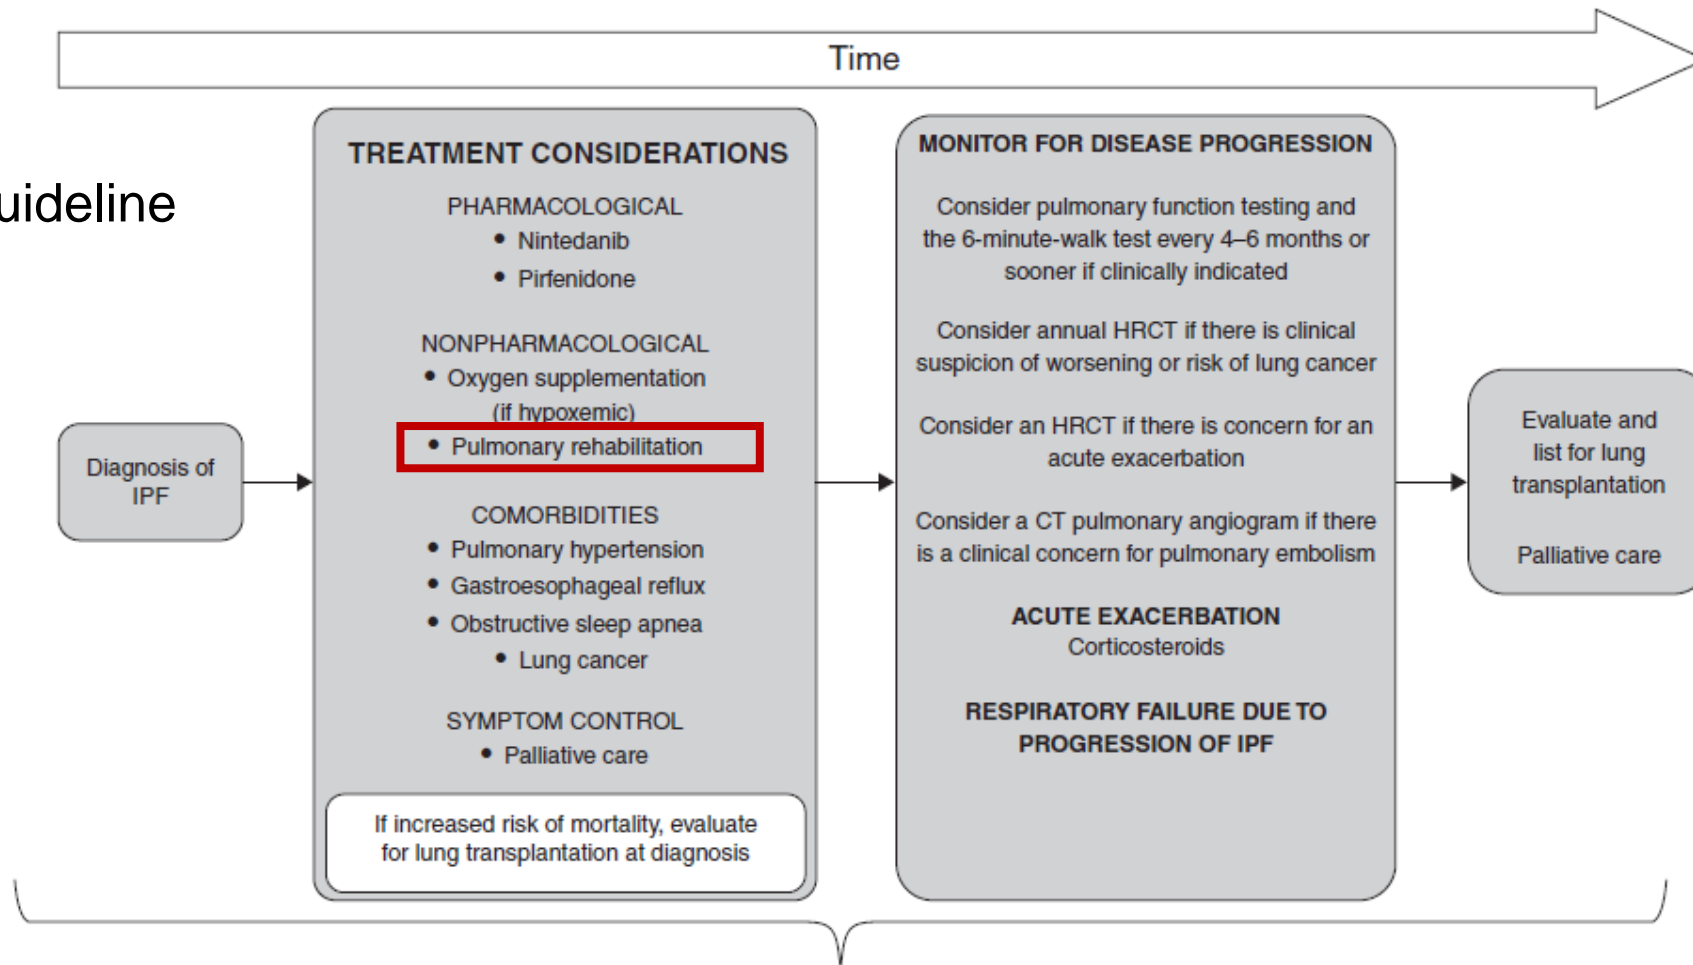 Time
uideline
Diagnosis of
IPF
TREATMENT CONSIDERATIONS
PHARMACOLOGICAL
• Nintedanib
• Pirfenidone
NONPHARMACOLOGICAL
• Oxygen supplementation
(if hypoxemic)
• Pulmonary rehabilitation
COMORBIDITIES
• Pulmonary hypertension
• Gastroesophageal reflux
• Obstructive sleep apnea
• Lung cancer
SYMPTOM CONTROL
• Palliative care
If increased risk of mortality, evaluate
for lung transplantation at diagnosis
MONITOR FOR DISEASE PROGRESSION
Consider pulmonary function testing and
the 6-minute-walk test every 4–6 months or
sooner if clinically indicated
Consider annual HRCT if there is clinical
suspicion of worsening or risk of lung cancer
Consider an HRCT if there is concern for an
acute exacerbation
Consider a CT pulmonary angiogram if there
is a clinical concern for pulmonary embolism
ACUTE EXACERBATION
Corticosteroids
RESPIRATORY FAILURE DUE TO
PROGRESSION OF IPF
Evaluate and
list for lung
transplantation
Palliative care